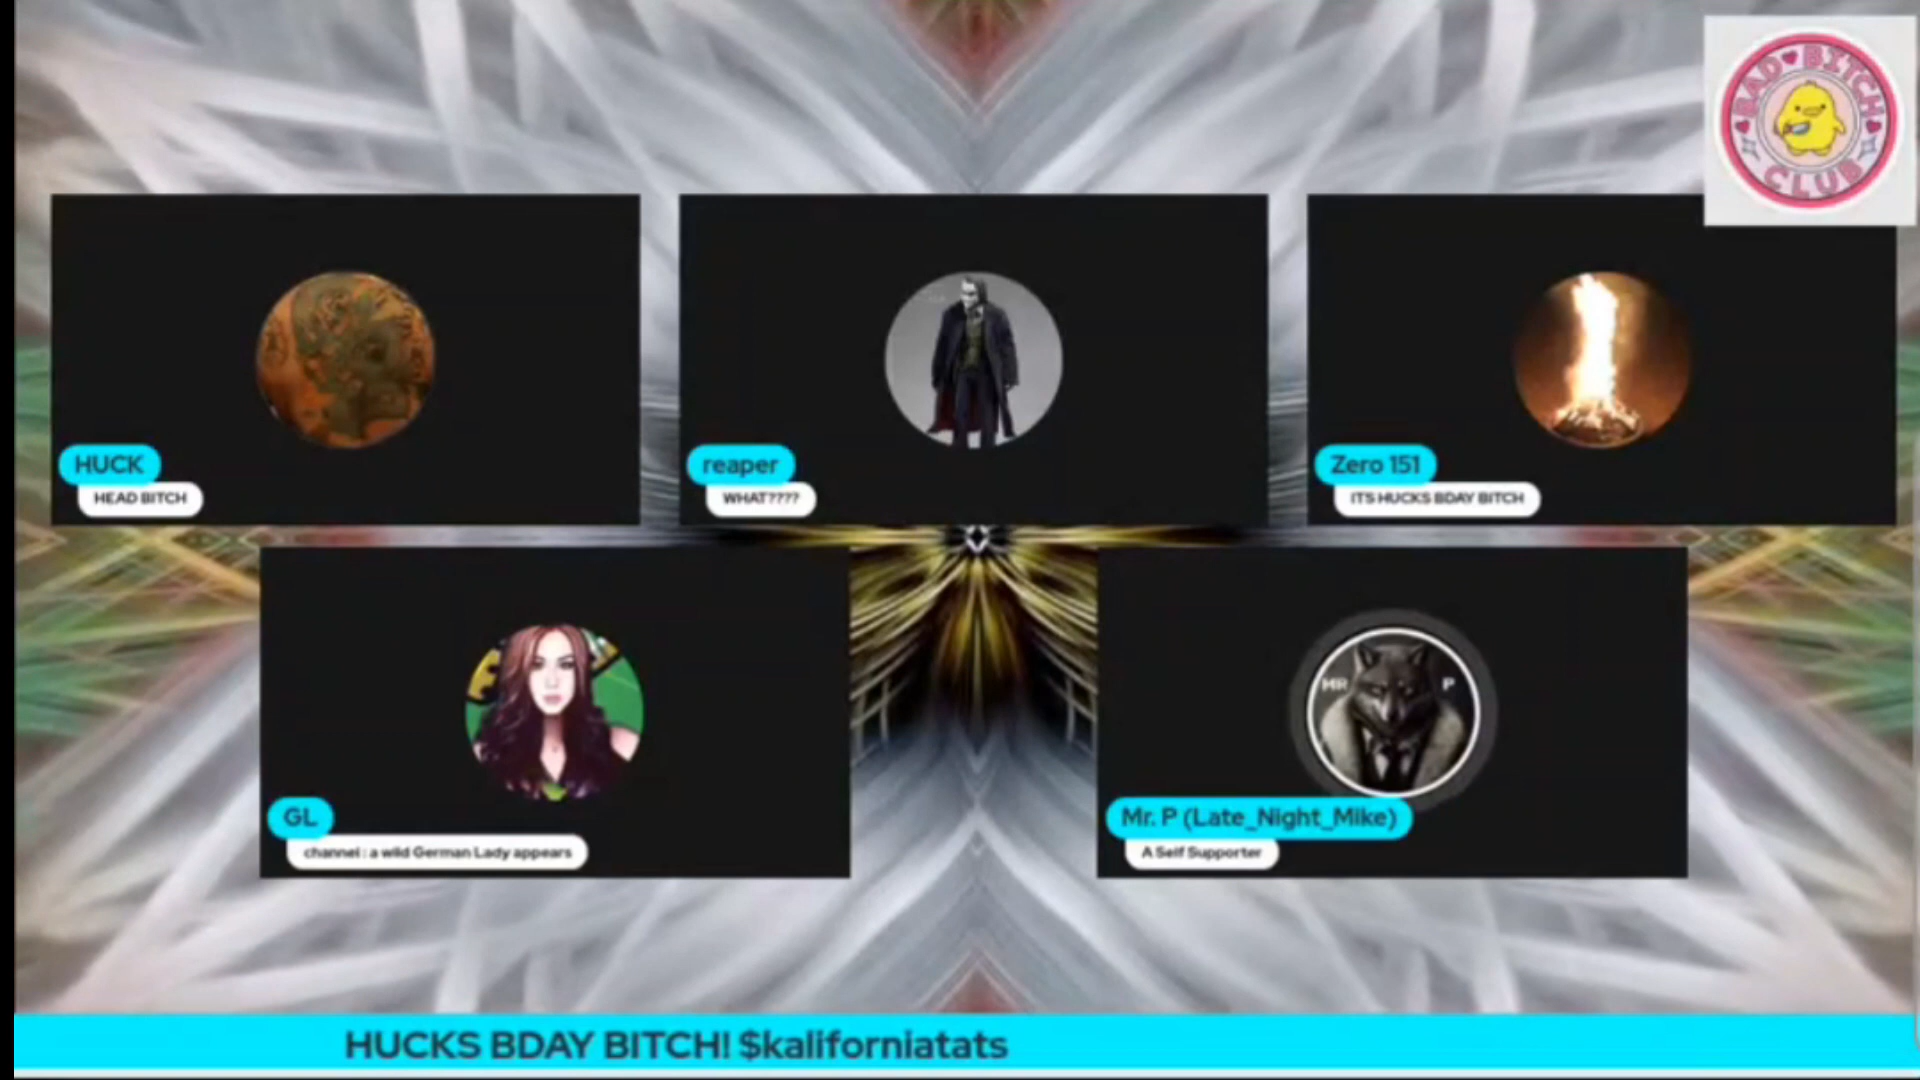 BAD BITCH
CLUB
HUCK
HEAD BITCH
reaper
WHAT????
Zero 151
ITS HUCKS BDAY BITCH
MR P
GL
channel : a wild German Lady appears
Mr. P (Late_Night_Mike)
A Self Supporter
HUCKS BDAY BITCH! $kaliforniatats